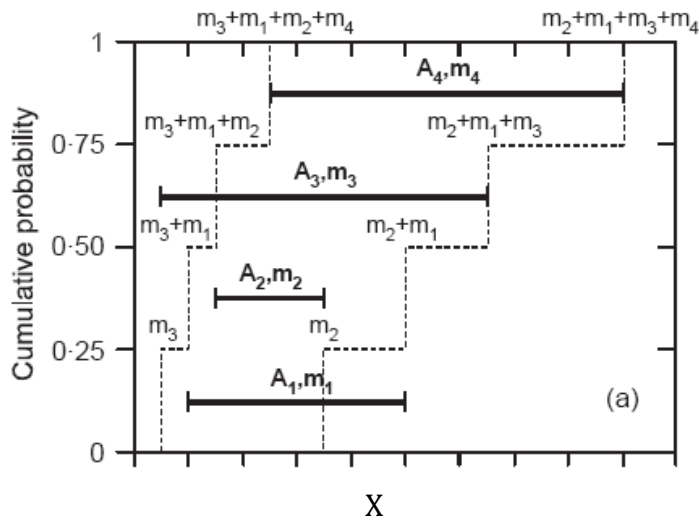 m₃+m₁+m₂+m₄ m₂+m₁+m₃+m₄
1
A₄,m₄
m₃+m₁+m₂ m₂+m₁+m₃
0·75
A₃,m₃
m₃+m₁ m₂+m₁
0·50
A₂,m₂
m₃ m₂
0·25
A₁,m₁
(a)
0
Cumulative probability
X